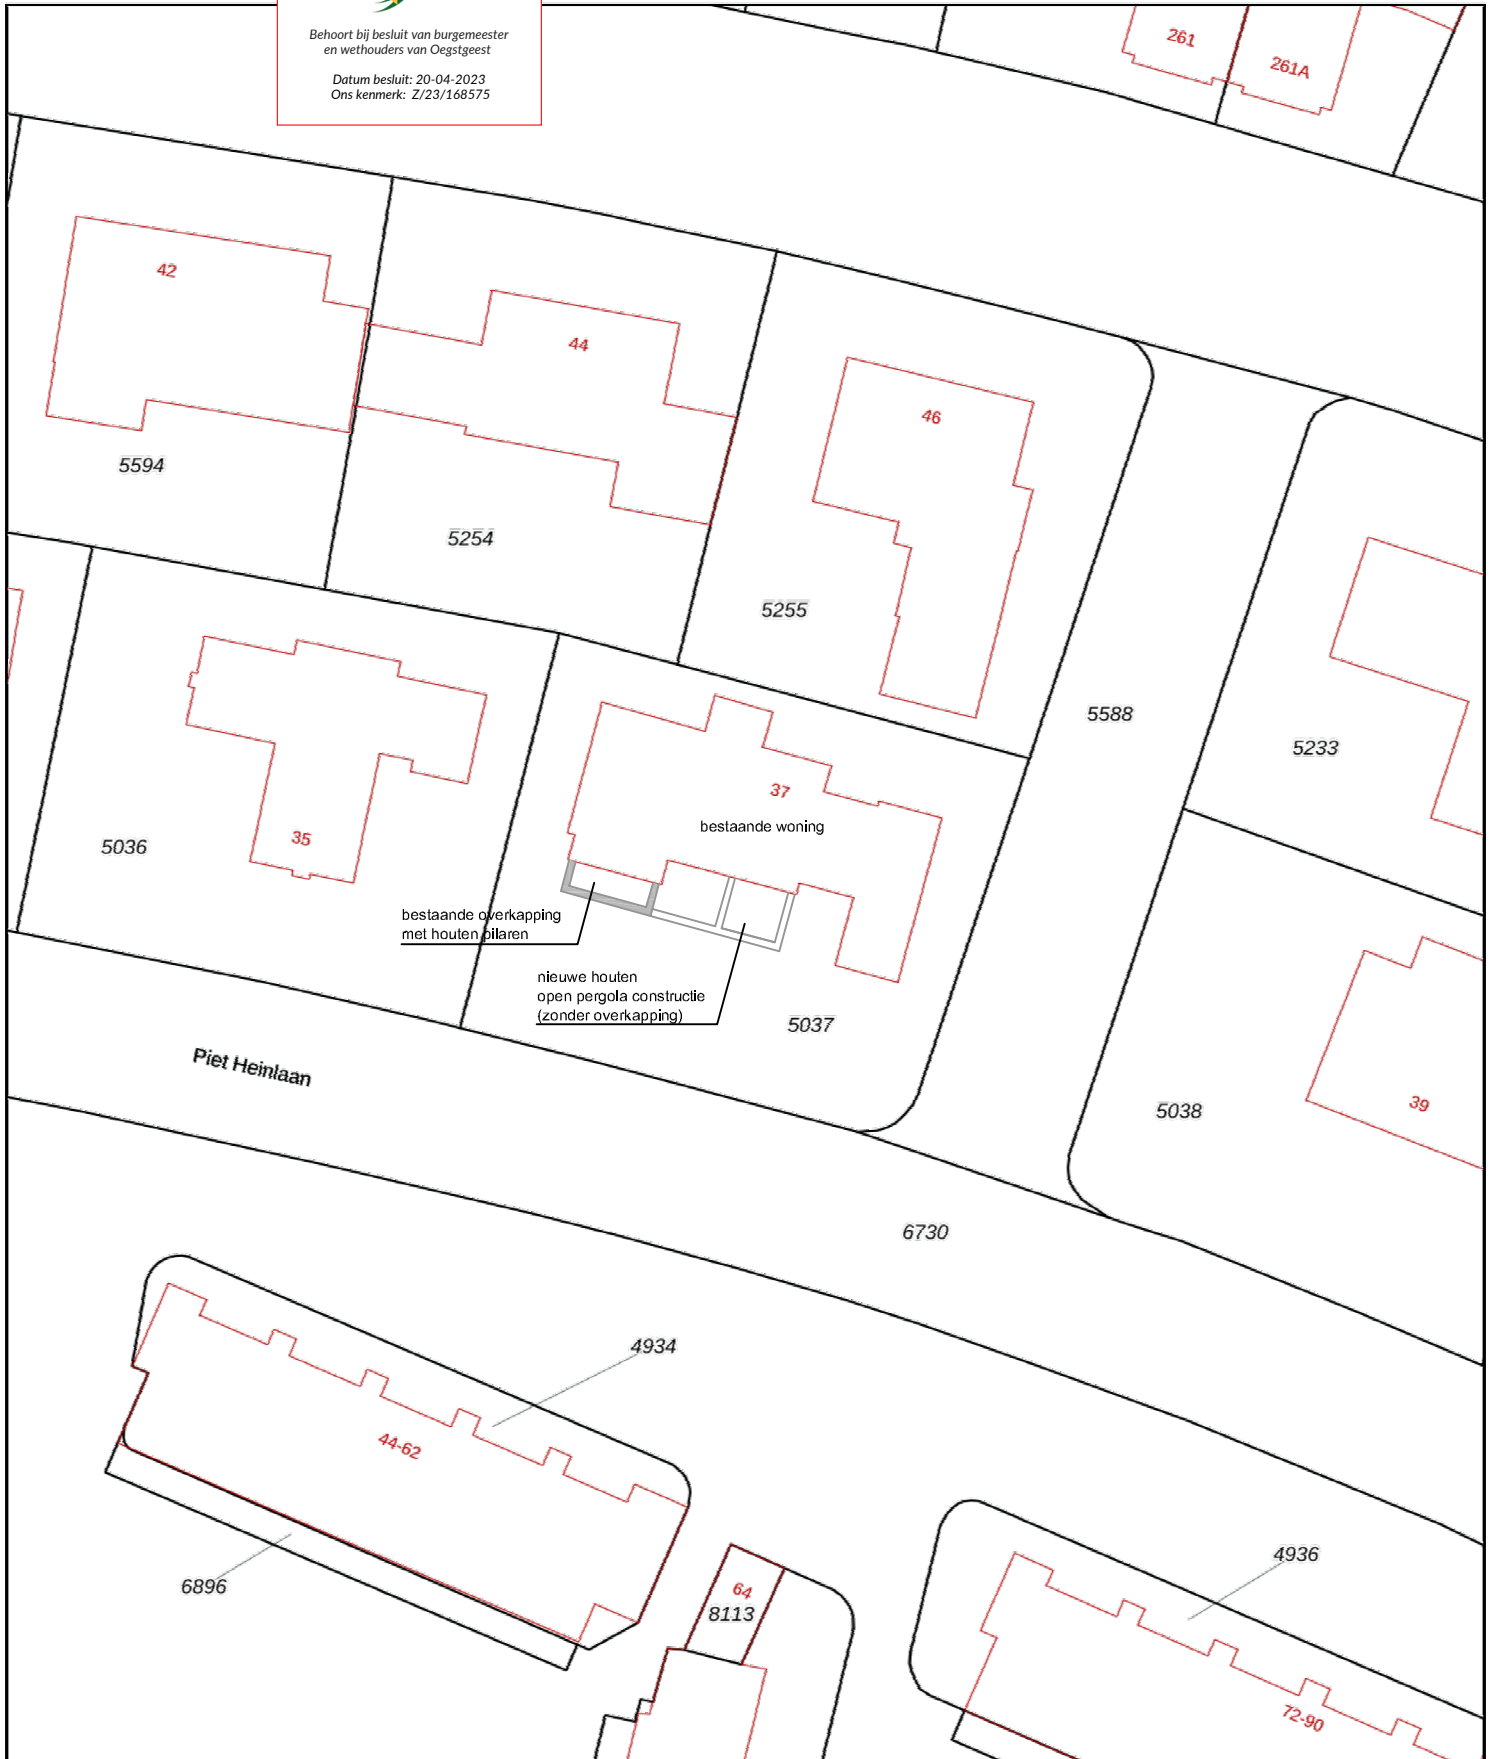 Behoort bij besluit van burgemeester
en wethouders van Oegstgeest
Datum besluit: 20-04-2023
Ons kenmerk: Z/23/168575
261
261A
42
44
46
5594
5254
5255
5588
5233
37
bestaande woning
35
5036
bestaande overkapping
met houten pilaren
nieuwe houten
open pergola constructie
(zonder overkapping)
5037
Piet Heinlaan
5038
39
6730
4934
44-62
4936
6896
64
8113
72-90